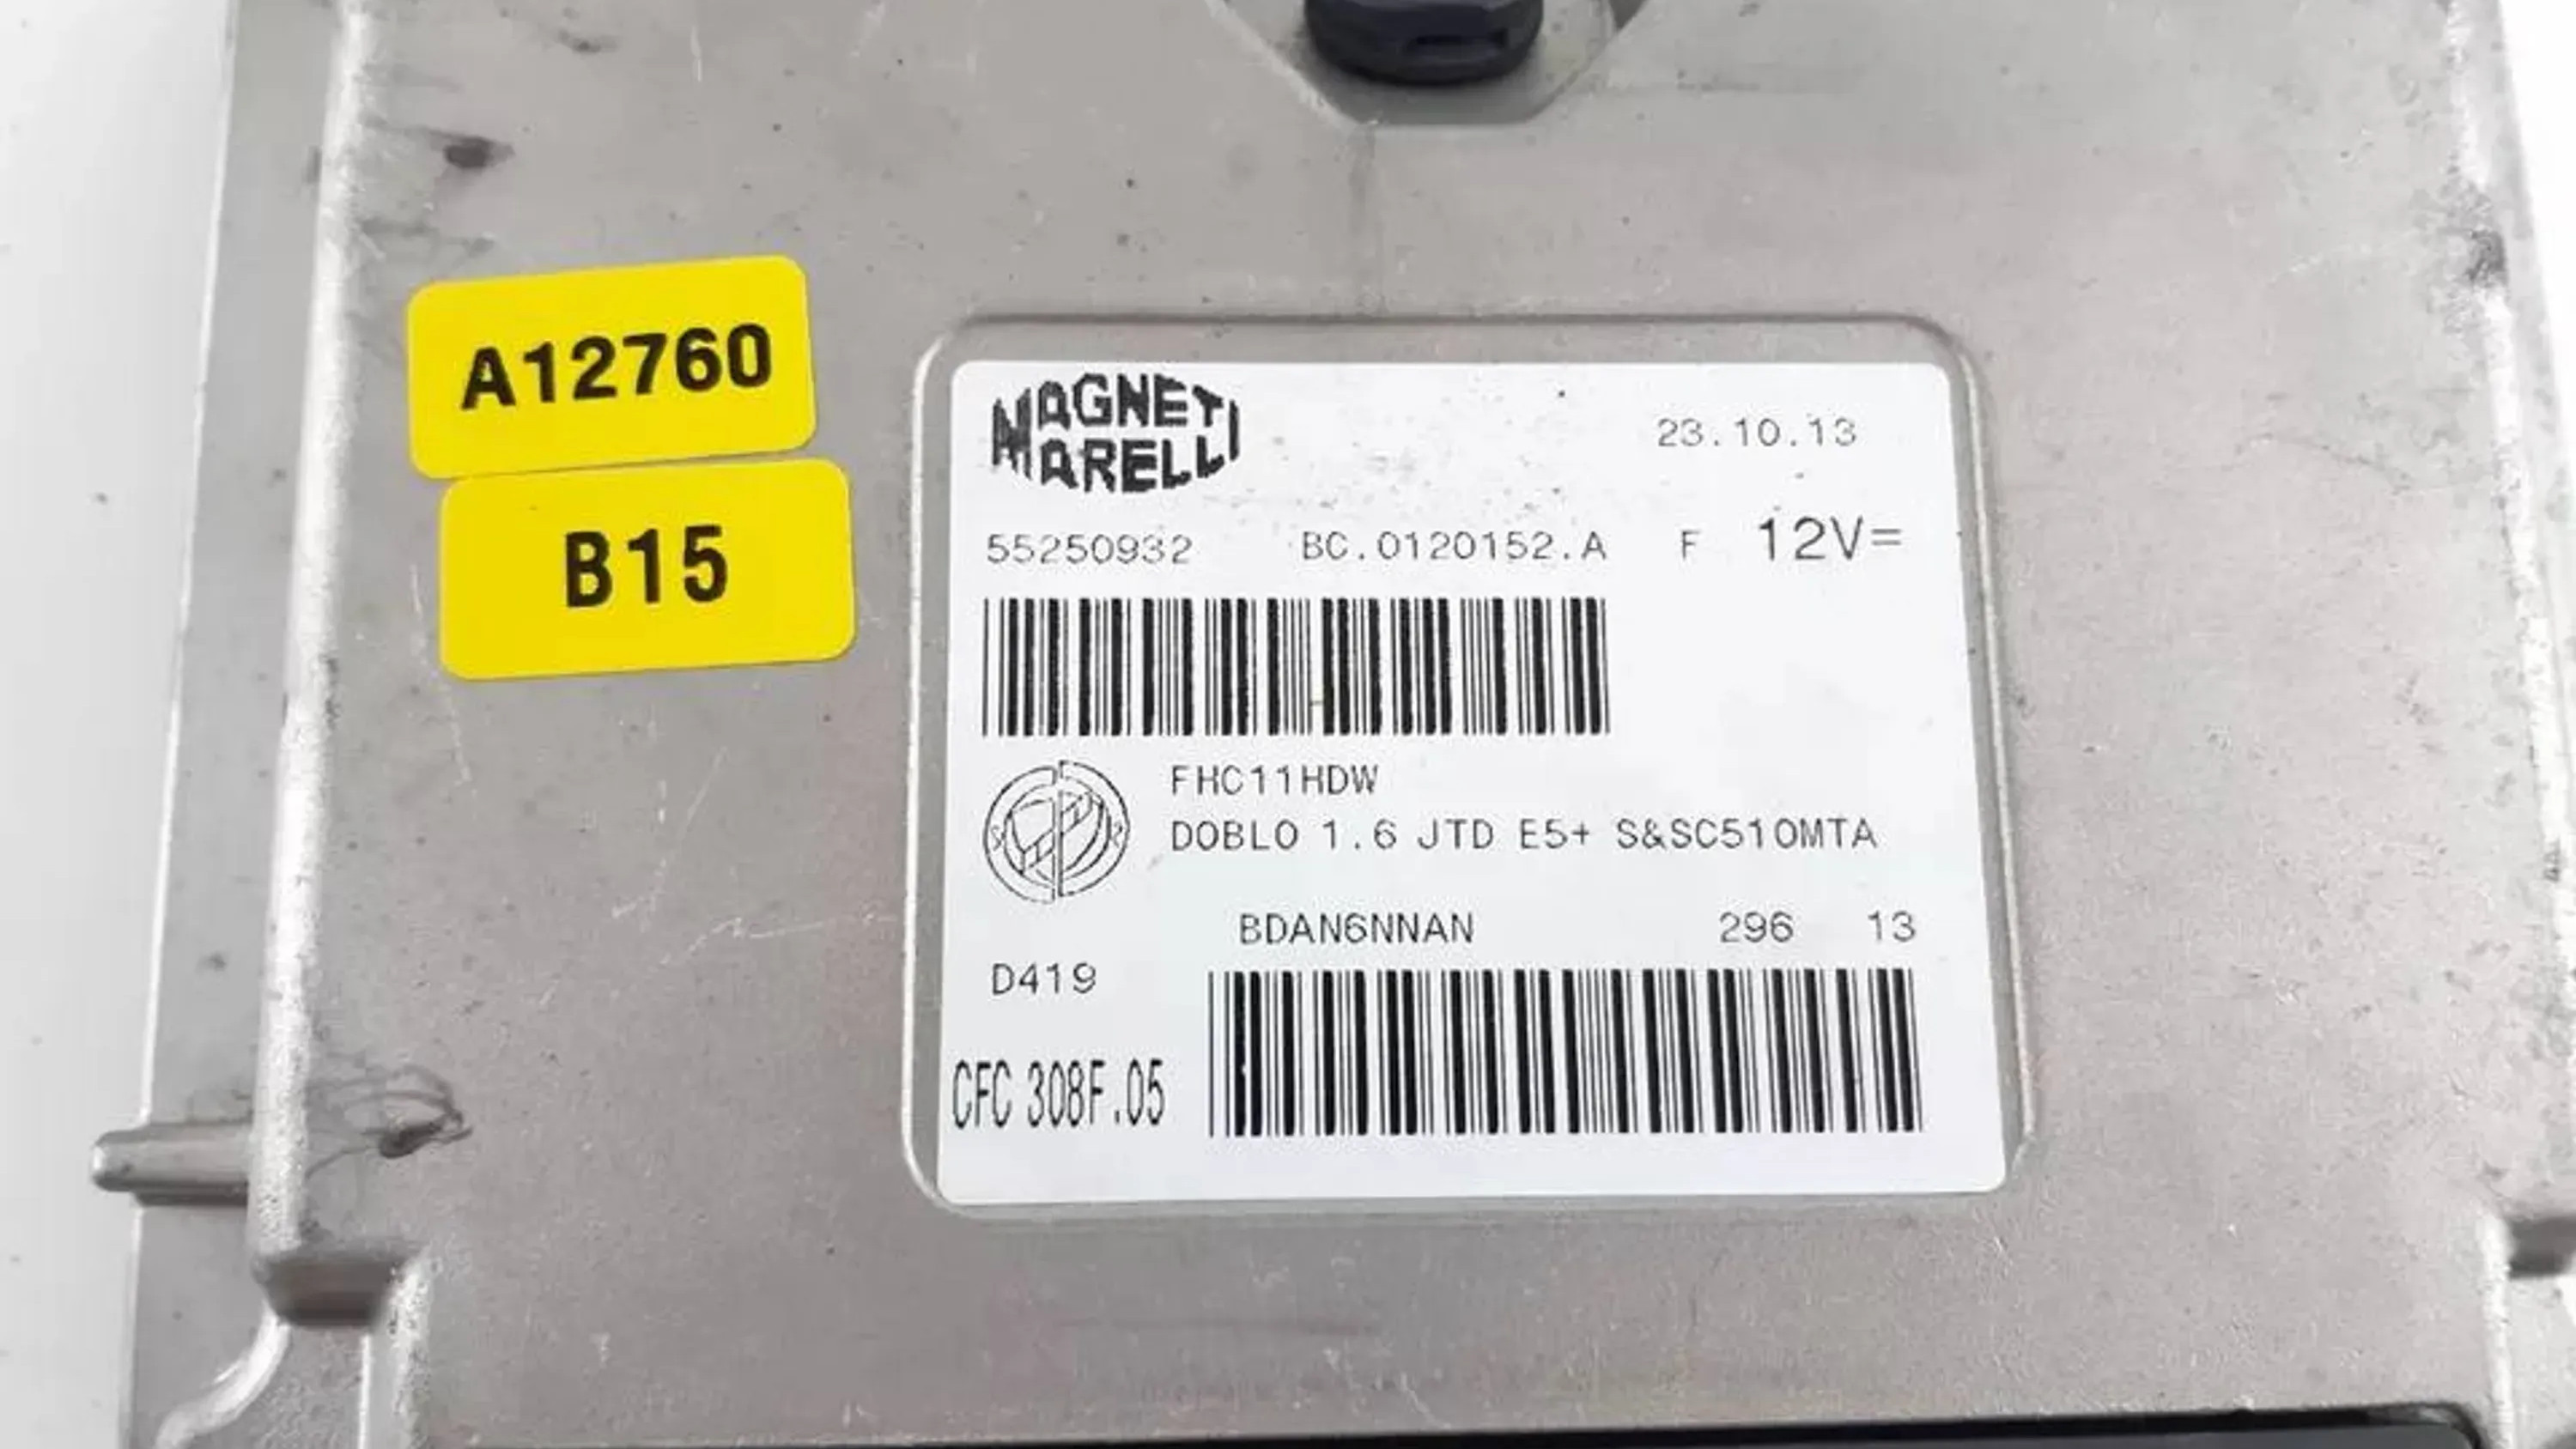 A12760
B15
MAGNETI
MARELLI
23.10.13
55250932 BC.0120152.A F 12V=
FHC11HDW
DOBLO 1.6 JTD E5+ S&SC510MTA
BDAN6NNAN 296 13
D419
CFC 308F.05